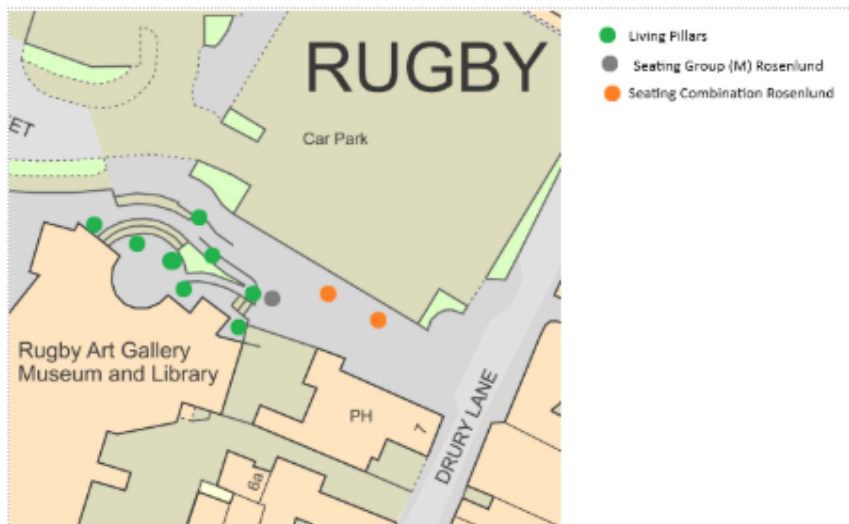 RUGBY
Car Park
ET
Rugby Art Gallery
Museum and Library
PH
7
6a
DRURY LANE
Living Pillars
Seating Group (M) Rosenlund
Seating Combination Rosenlund